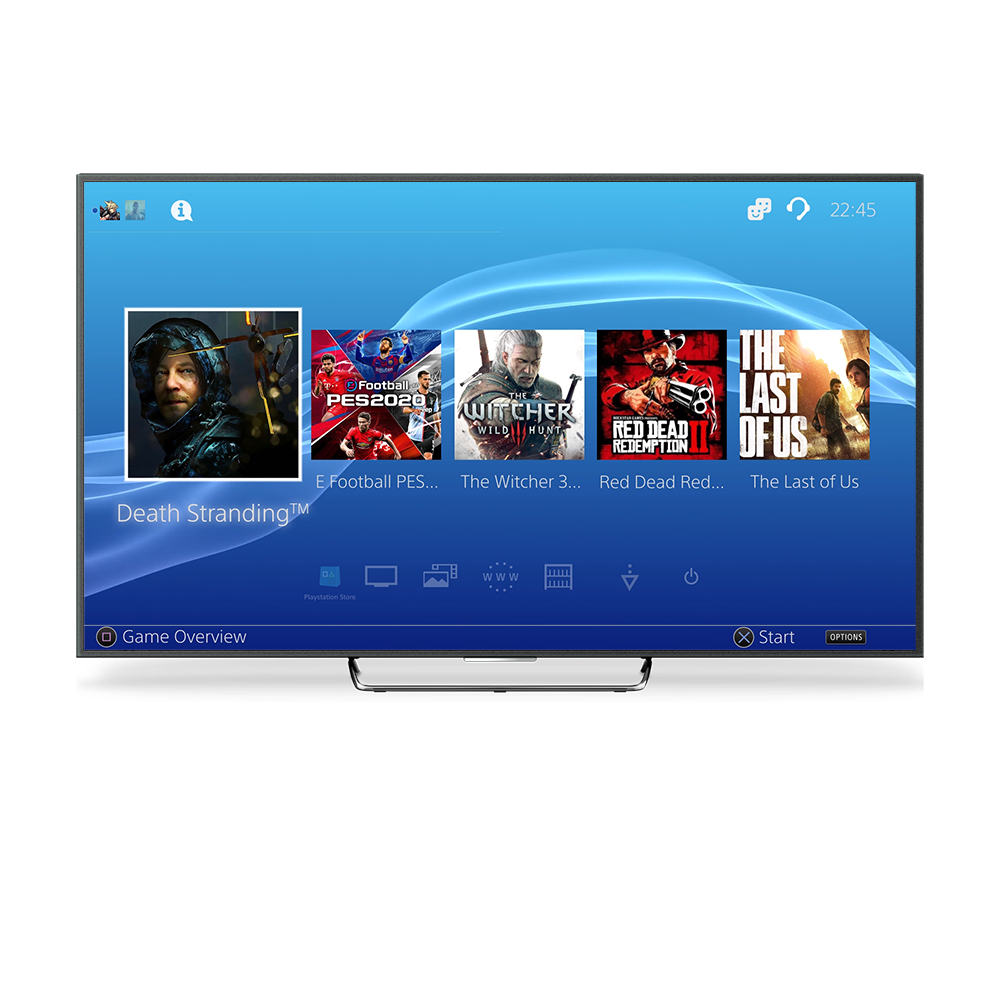 22:45
Football
PES2020
THE
WITCHER
WILD HUNT
RED DEAD
REDEMPTION II
THE
LAST
OF US
E Football PES...
The Witcher 3...
Red Dead Red...
The Last of Us
Death Stranding™
WWW
Playstation Store
Game Overview
Start
OPTIONS